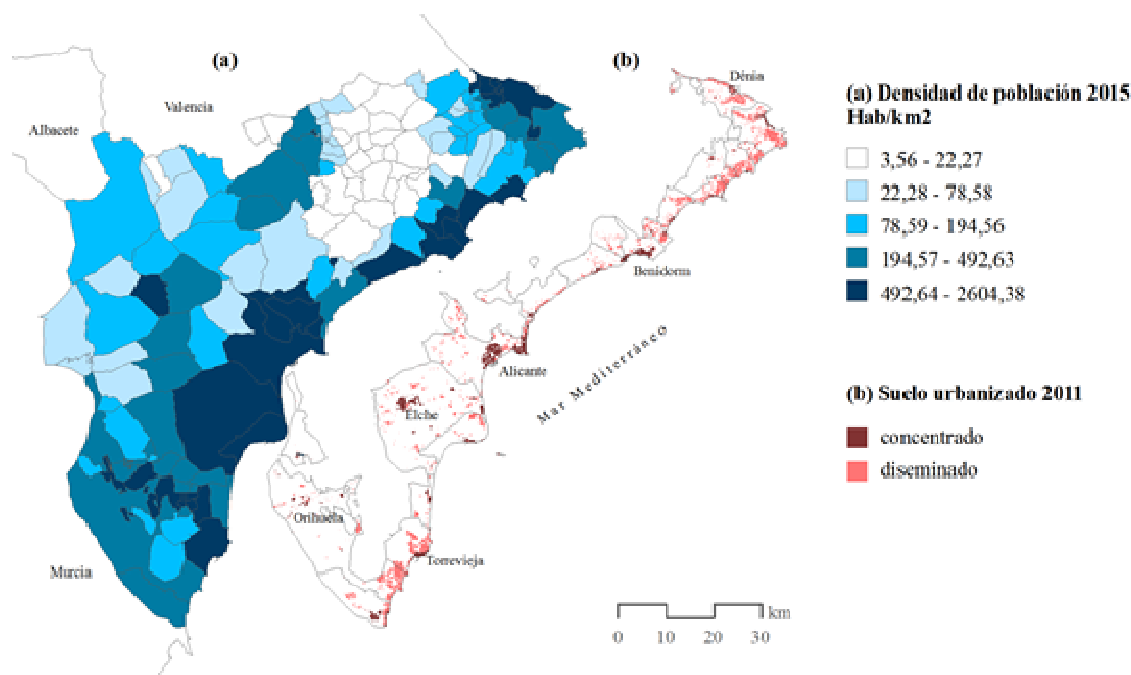 (a)
(b)
Dénia
Valencia
Albacete
Benidorm
Alicante
Mar Mediterráneo
Elche
Orihuela
Torrevieja
Murcia
km
0 10 20 30
(a) Densidad de población 2015
Hab/km2
3,56 - 22,27
22,28 - 78,58
78,59 - 194,56
194,57 - 492,63
492,64 - 2604,38
(b) Suelo urbanizado 2011
concentrado
diseminado